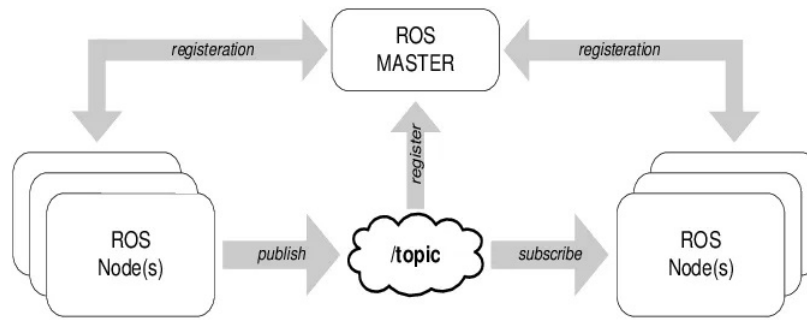 registeration
ROS
MASTER
registeration
register
ROS
Node(s)
publish
/topic
subscribe
ROS
Node(s)